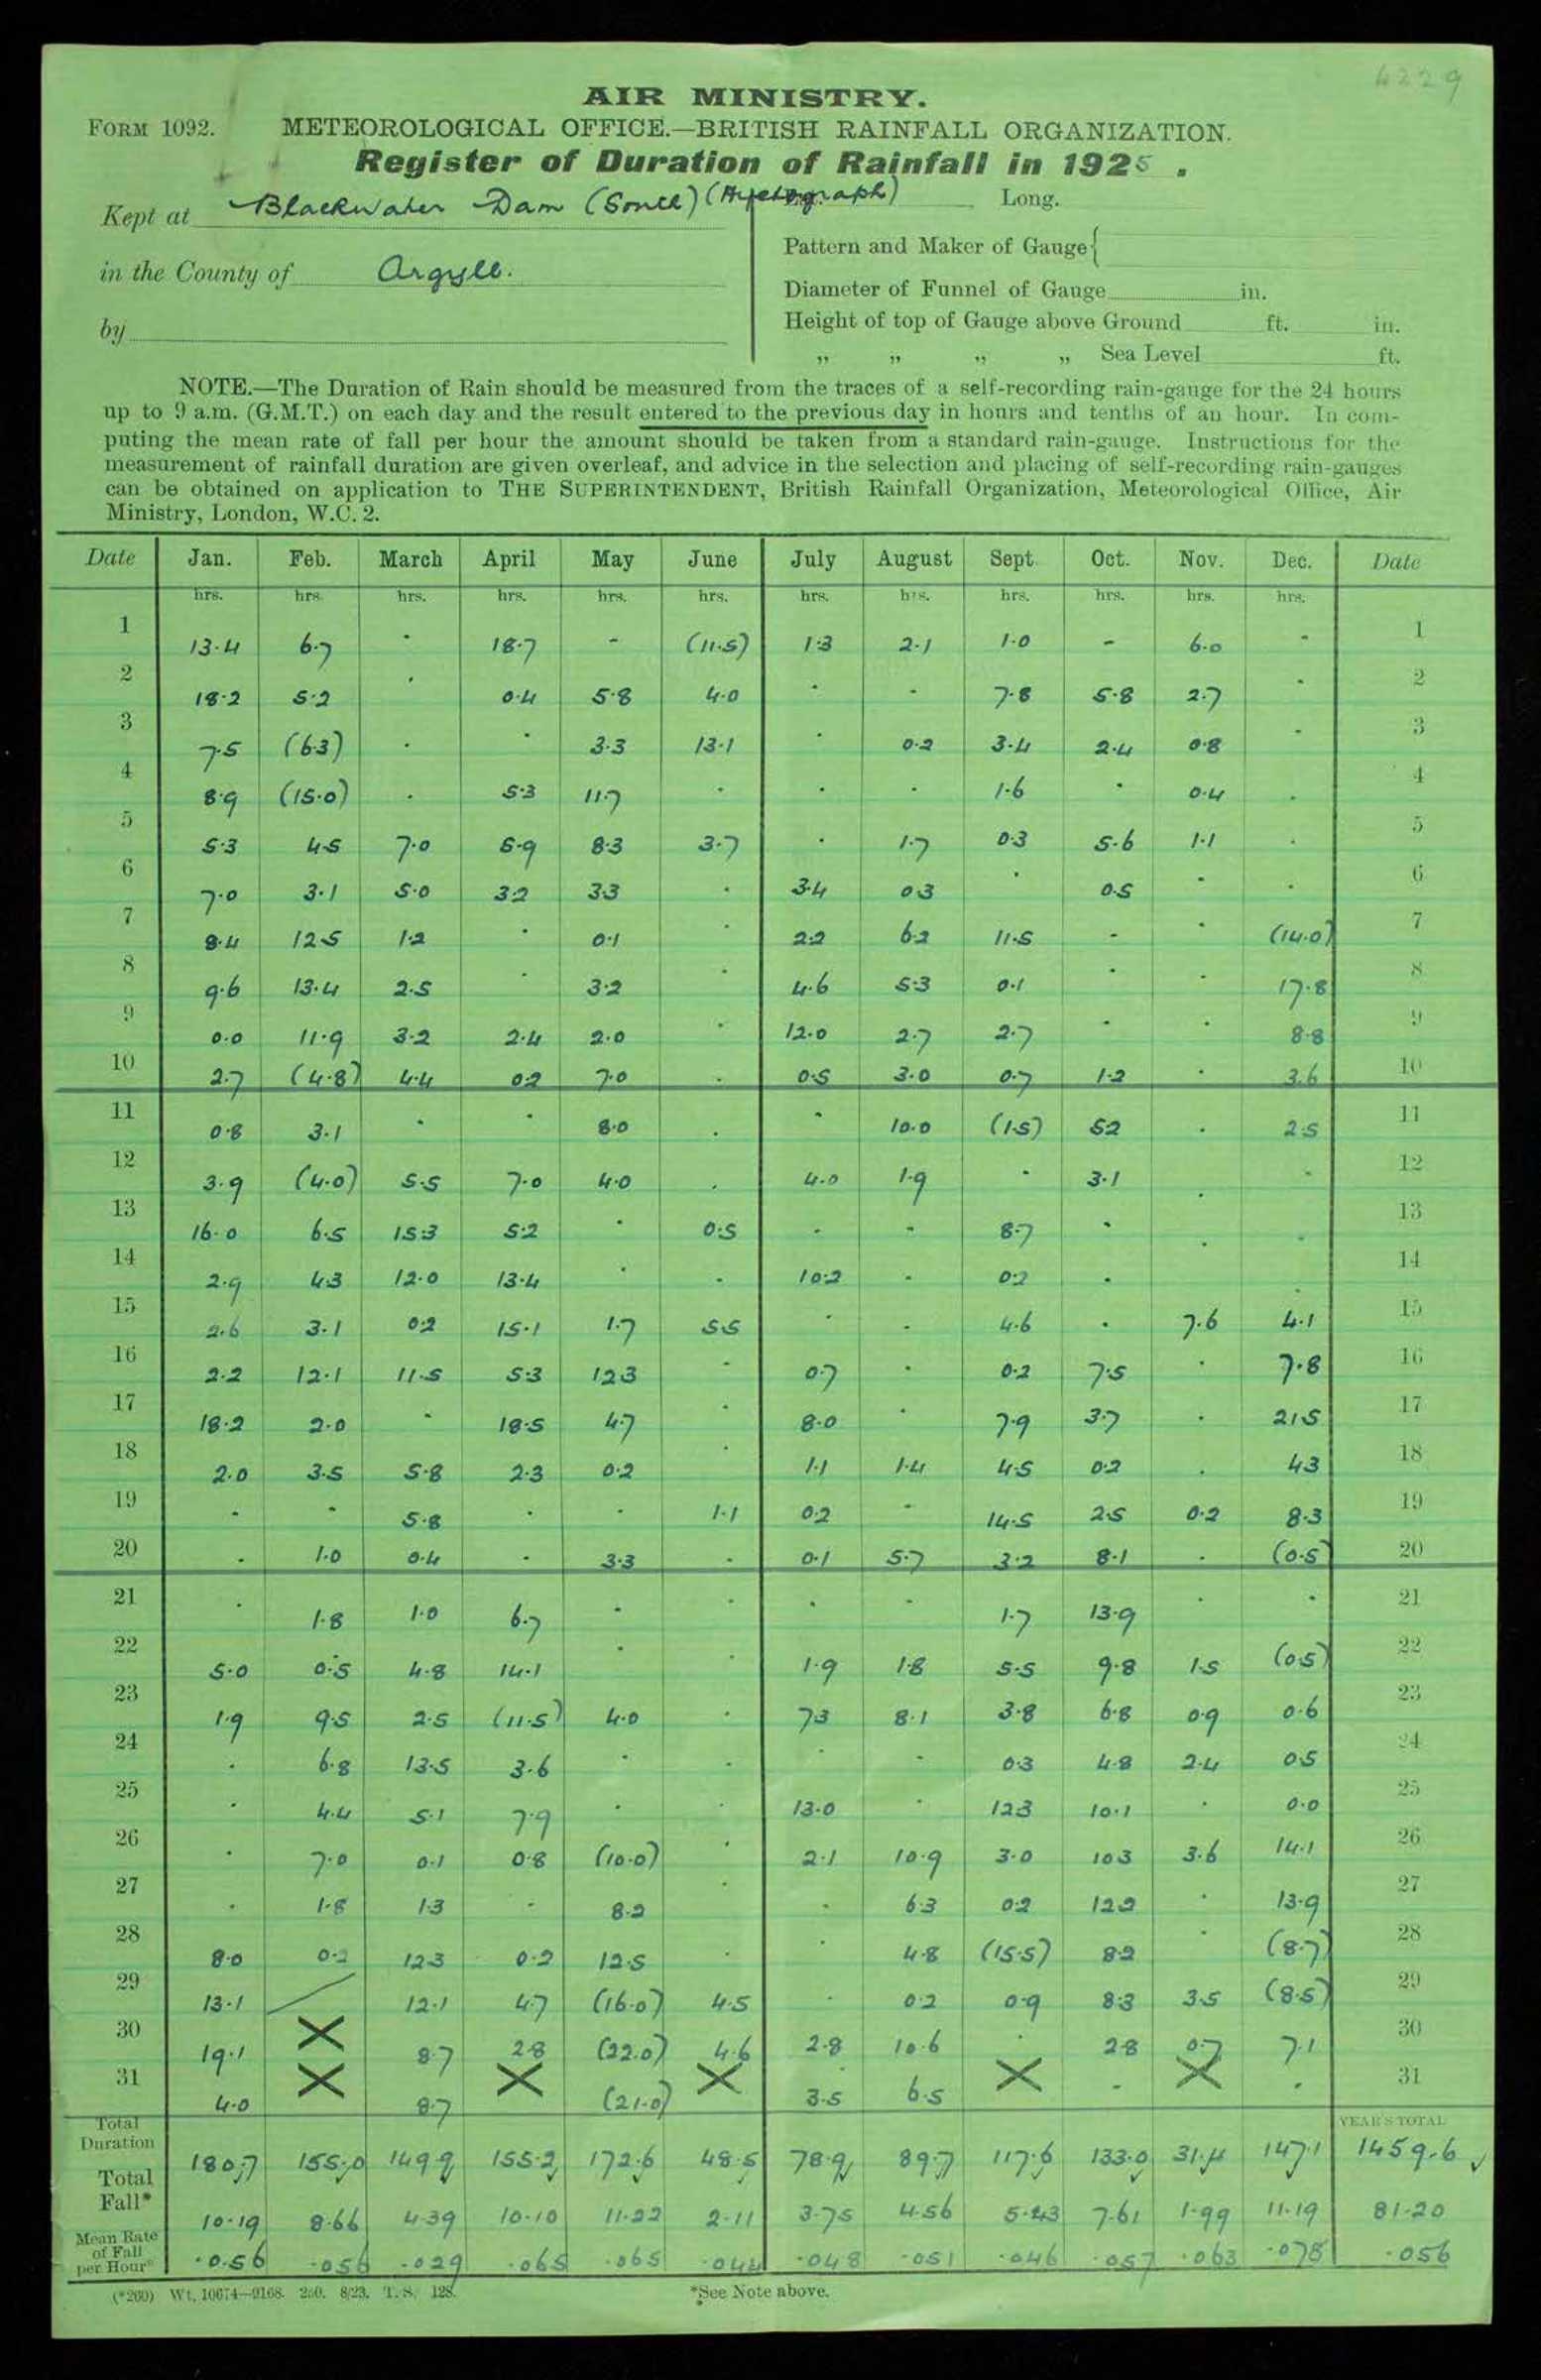 4229
AIR MINISTRY.
FORM 1092. METEOROLOGICAL OFFICE.—BRITISH RAINFALL ORGANIZATION.
Register of Duration of Rainfall in 1925 .
Kept at Blackwater Dam (Sonce) (Hyetograph) Long.
Pattern and Maker of Gauge
in the County of Argyll.
Diameter of Funnel of Gauge in.
by Height of top of Gauge above Ground ft. in.
„ „ „ „ Sea Level ft.
NOTE.—The Duration of Rain should be measured from the traces of a self-recording rain-gauge for the 24 hours
up to 9 a.m. (G.M.T.) on each day and the result entered to the previous day in hours and tenths of an hour. In com-
puting the mean rate of fall per hour the amount should be taken from a standard rain-gauge. Instructions for the
measurement of rainfall duration are given overleaf, and advice in the selection and placing of self-recording rain-gauges
can be obtained on application to THE SUPERINTENDENT, British Rainfall Organization, Meteorological Office, Air
Ministry, London, W.C. 2.
Date Jan. Feb. March April May June July August Sept. Oct. Nov. Dec. Date
hrs. hrs. hrs. hrs. hrs. hrs. hrs. hrs. hrs. hrs. hrs. hrs.
1 13.4 6.7 · 18.7 - (11.5) 1.3 2.1 1.0 - 6.0 - 1
2 18.2 5.2 · 0.4 5.8 4.0 · - 7.8 5.8 2.7 · 2
3 7.5 (6.3) · · 3.3 13.1 · 0.2 3.4 2.4 0.8 - 3
4 8.9 (15.0) · 5.3 11.7 · · · 1.6 · 0.4 · 4
5 5.3 4.5 7.0 5.9 8.3 3.7 · 1.7 0.3 5.6 1.1 · 5
6 7.0 3.1 5.0 3.2 3.3 · 3.4 0.3 · 0.5 · · 6
7 8.4 12.5 1.2 · 0.1 · 2.2 6.2 11.5 - · (14.0) 7
8 9.6 13.4 2.5 · 3.2 · 4.6 5.3 0.1 · · 17.8 8
9 0.0 11.9 3.2 2.4 2.0 · 12.0 2.7 2.7 · · 8.8 9
10 2.7 (4.8) 4.4 0.2 7.0 · 0.5 3.0 0.7 1.2 · 3.6 10
11 0.8 3.1 · · 8.0 · · 10.0 (1.5) 5.2 · 2.5 11
12 3.9 (4.0) 5.5 7.0 4.0 · 4.0 1.9 · 3.1 · · 12
13 16.0 6.5 15.3 5.2 · 0.5 - - 8.7 · · · 13
14 2.9 4.3 12.0 13.4 · - 10.2 - 0.2 · · 14
15 2.6 3.1 0.2 15.1 1.7 5.5 · · 4.6 · 7.6 4.1 15
16 2.2 12.1 11.5 5.3 12.3 - 0.7 · 0.2 7.5 · 7.8 16
17 18.2 2.0 - 18.5 4.7 · 8.0 · 7.9 3.7 · 21.5 17
18 2.0 3.5 5.8 2.3 0.2 · 1.1 1.4 4.5 0.2 · 4.3 18
19 - - 5.8 · · 1.1 0.2 - 14.5 2.5 0.2 8.3 19
20 - 1.0 0.4 - 3.3 - 0.1 5.7 3.2 8.1 · (0.5) 20
21 · 1.8 1.0 6.7 - · · - 1.7 13.9 · · 21
22 5.0 0.5 4.8 14.1 · · 1.9 1.8 5.5 9.8 1.5 (0.5) 22
23 1.9 9.5 2.5 (11.5) 4.0 · 7.3 8.1 3.8 6.8 0.9 0.6 23
24 · 6.8 13.5 3.6 · · · - 0.3 4.8 2.4 0.5 24
25 · 4.4 5.1 7.9 · · 13.0 · 12.3 10.1 · 0.0 25
26 · 7.0 0.1 0.8 (10.0) · 2.1 10.9 3.0 10.3 3.6 14.1 26
27 · 1.8 1.3 - 8.2 · - 6.3 0.2 12.2 · 13.9 27
28 8.0 0.2 12.3 0.2 12.5 · · 4.8 (15.5) 8.2 · (8.7) 28
29 13.1 12.1 4.7 (16.0) 4.5 · 0.2 0.9 8.3 3.5 (8.5) 29
30 19.1 X 8.7 2.8 (22.0) 4.6 2.8 10.6 · 2.8 0.7 7.1 30
31 4.0 X 8.7 X (21.0) X 3.5 6.5 X - X - 31
Total Duration 180.7 155.0 149.9 155.2 172.6 48.5 78.9 89.7 117.6 133.0 31.4 147.1 YEAR'S TOTAL 1459.6 ✓
Total Fall* 10.19 8.66 4.39 10.10 11.22 2.11 3.75 4.56 5.43 7.61 1.99 11.19 81.20
Mean Rate of Fall per Hour* .056 .056 .029 .065 .065 .044 .048 .051 .046 .057 .063 .078 .056
(*260) Wt. 10674—9168. 250. 8/23. T.S. 128. *See Note above.